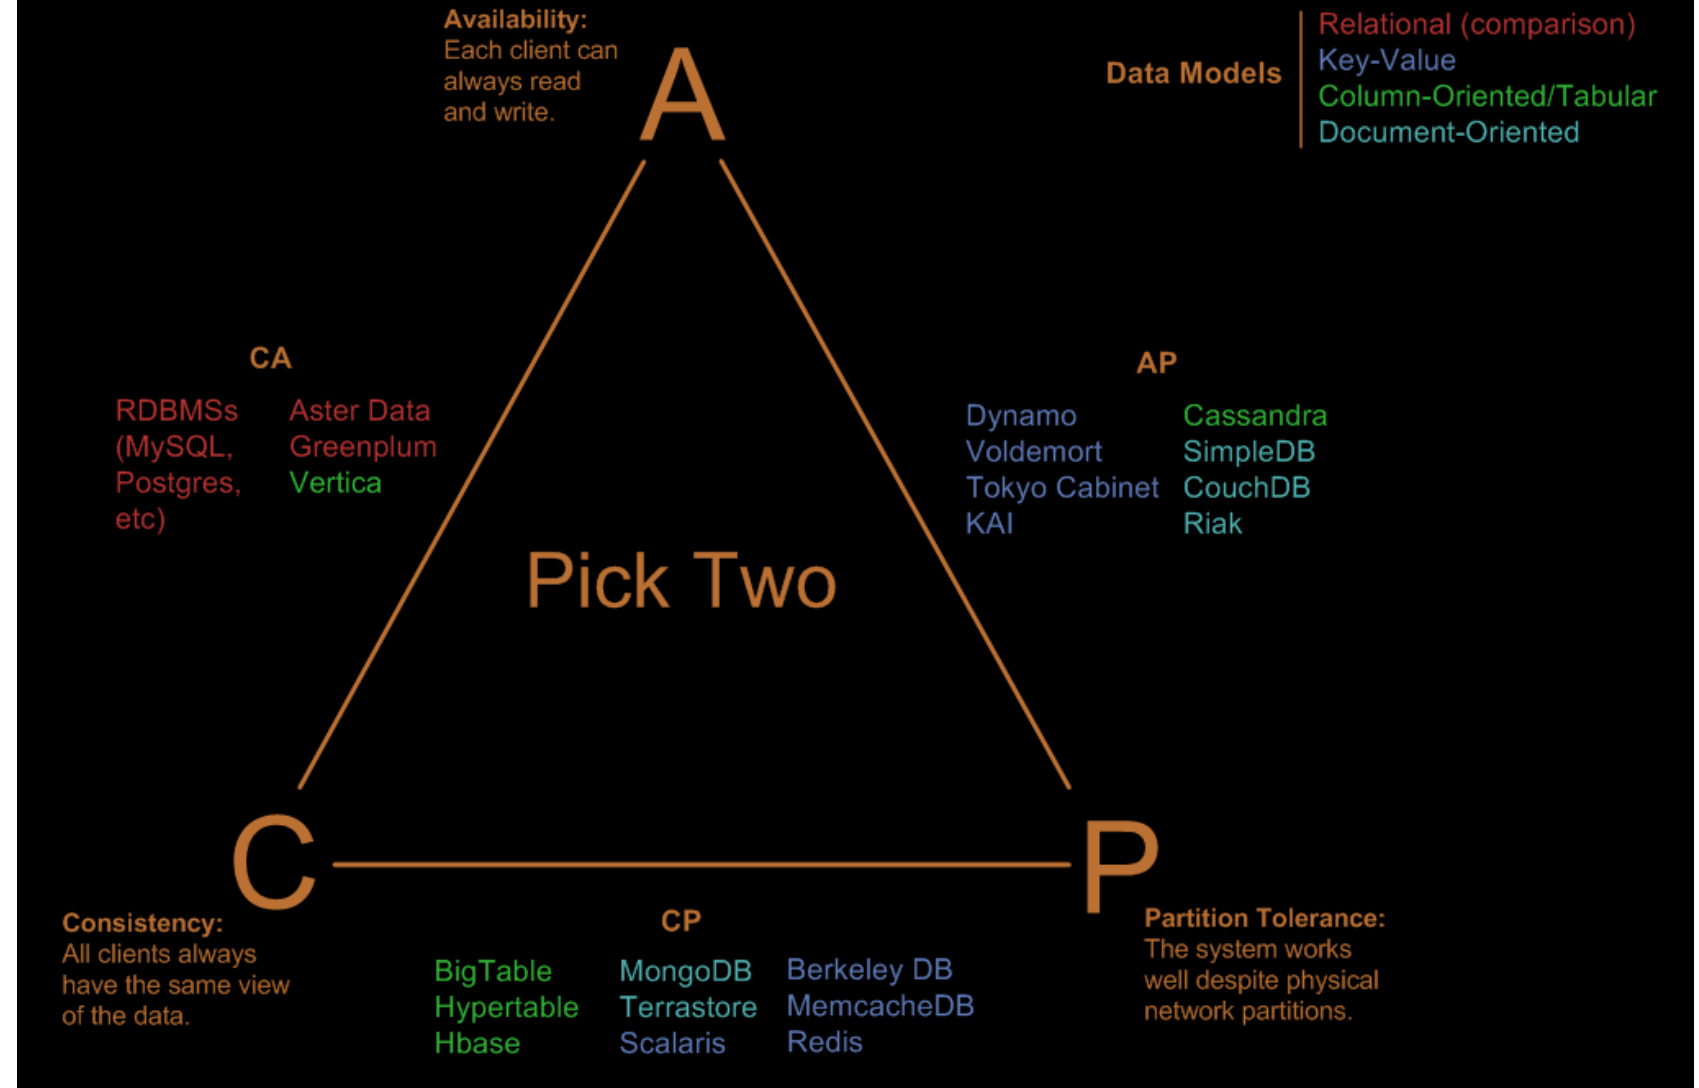 Availability:
Each client can
always read
and write.
A
Data Models
Relational (comparison)
Key-Value
Column-Oriented/Tabular
Document-Oriented
CA
RDBMSs
(MySQL,
Postgres,
etc)
Aster Data
Greenplum
Vertica
AP
Dynamo
Voldemort
Tokyo Cabinet
KAI
Cassandra
SimpleDB
CouchDB
Riak
Pick Two
C
Consistency:
All clients always
have the same view
of the data.
CP
BigTable
Hypertable
Hbase
MongoDB
Terrastore
Scalaris
Berkeley DB
MemcacheDB
Redis
P
Partition Tolerance:
The system works
well despite physical
network partitions.